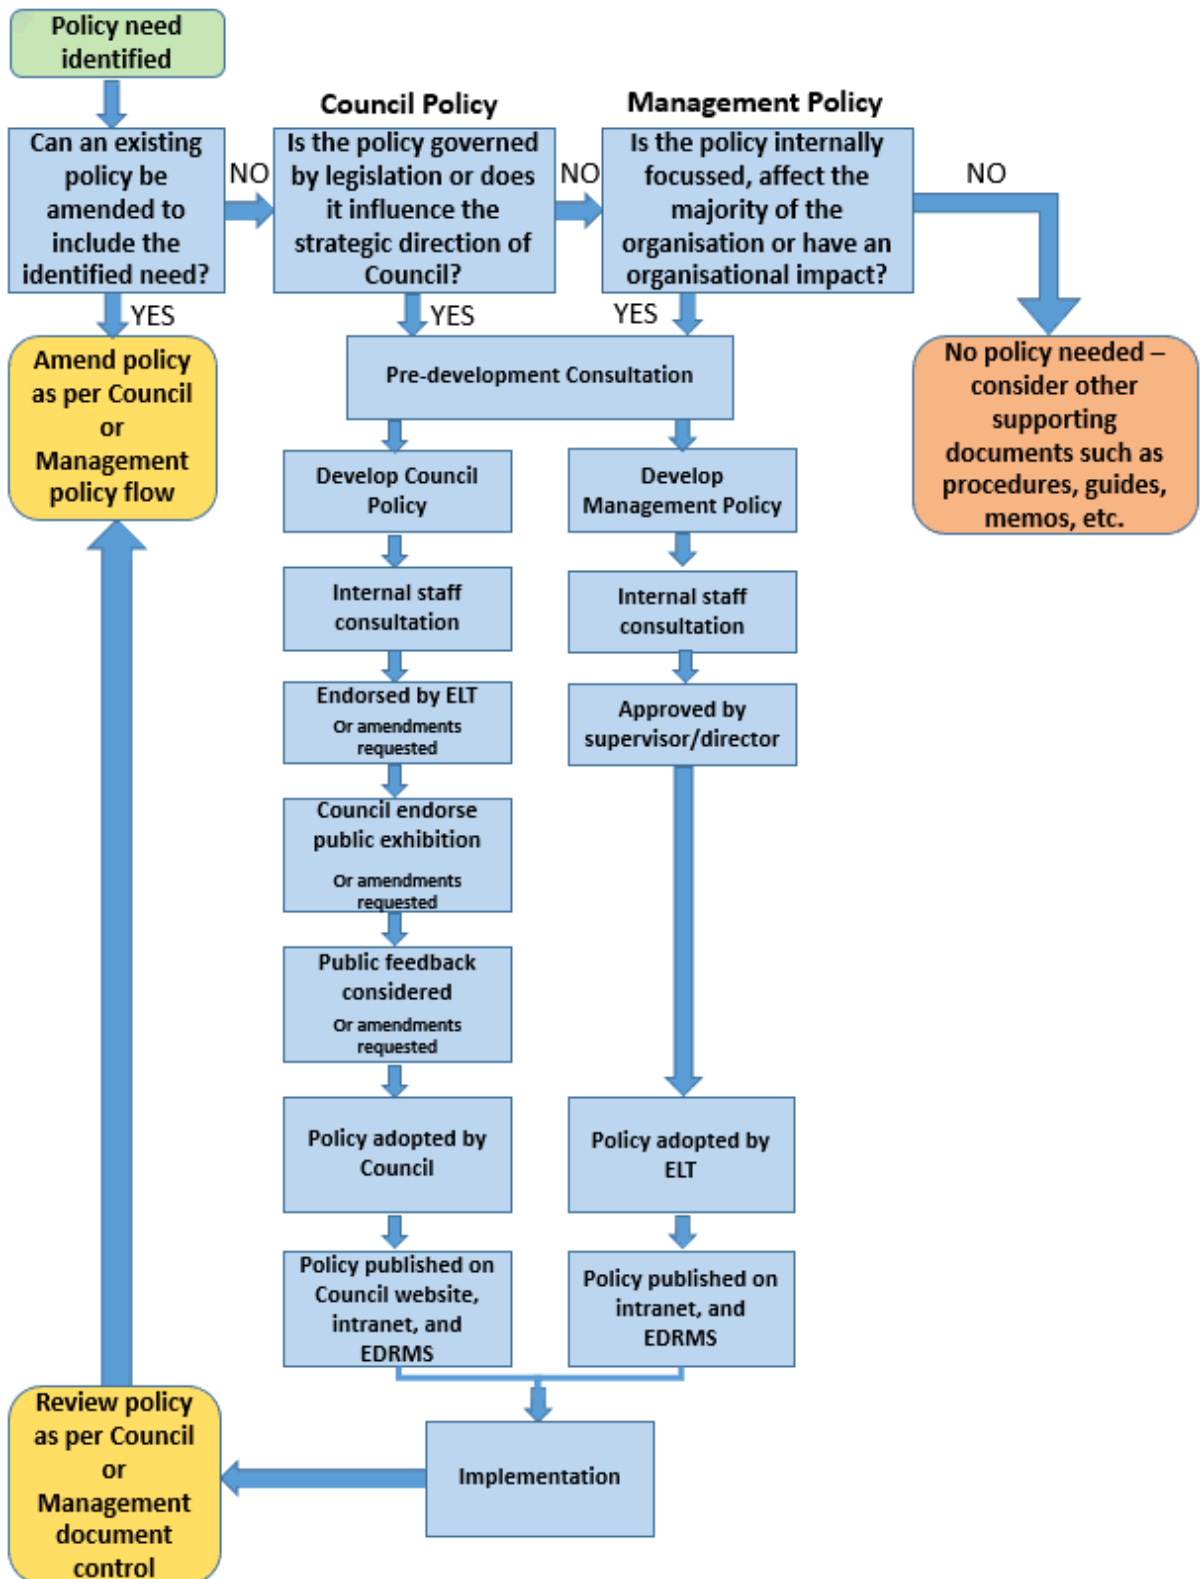 Policy need
identified
Council Policy
Management Policy
Can an existing
policy be
amended to
include the
identified need?
NO
Is the policy governed
by legislation or does
it influence the
strategic direction of
Council?
NO
Is the policy internally
focussed, affect the
majority of the
organisation or have an
organisational impact?
NO
YES
YES
YES
Amend policy
as per Council
or
Management
policy flow
Pre-development Consultation
No policy needed –
consider other
supporting
documents such as
procedures, guides,
memos, etc.
Develop Council
Policy
Develop
Management Policy
Internal staff
consultation
Internal staff
consultation
Endorsed by ELT
Or amendments
requested
Approved by
supervisor/director
Council endorse
public exhibition
Or amendments
requested
Public feedback
considered
Or amendments
requested
Policy adopted by
Council
Policy adopted by
ELT
Policy published on
Council website,
intranet, and
EDRMS
Policy published on
intranet, and
EDRMS
Review policy
as per Council
or
Management
document
control
Implementation